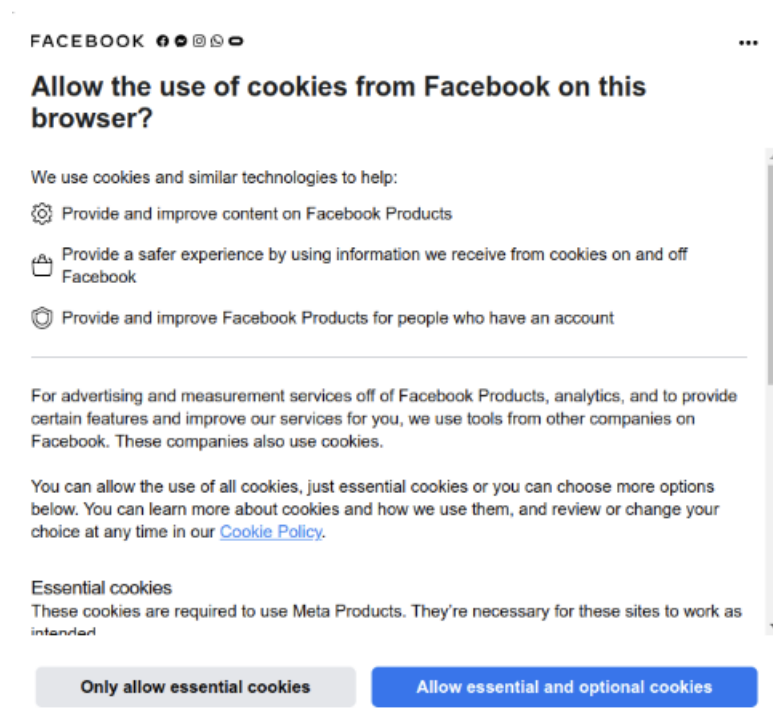 FACEBOOK
Allow the use of cookies from Facebook on this
browser?
We use cookies and similar technologies to help:
Provide and improve content on Facebook Products
Provide a safer experience by using information we receive from cookies on and off
Facebook
Provide and improve Facebook Products for people who have an account
For advertising and measurement services off of Facebook Products, analytics, and to provide
certain features and improve our services for you, we use tools from other companies on
Facebook. These companies also use cookies.
You can allow the use of all cookies, just essential cookies or you can choose more options
below. You can learn more about cookies and how we use them, and review or change your
choice at any time in our Cookie Policy.
Essential cookies
These cookies are required to use Meta Products. They’re necessary for these sites to work as
intended
Only allow essential cookies
Allow essential and optional cookies